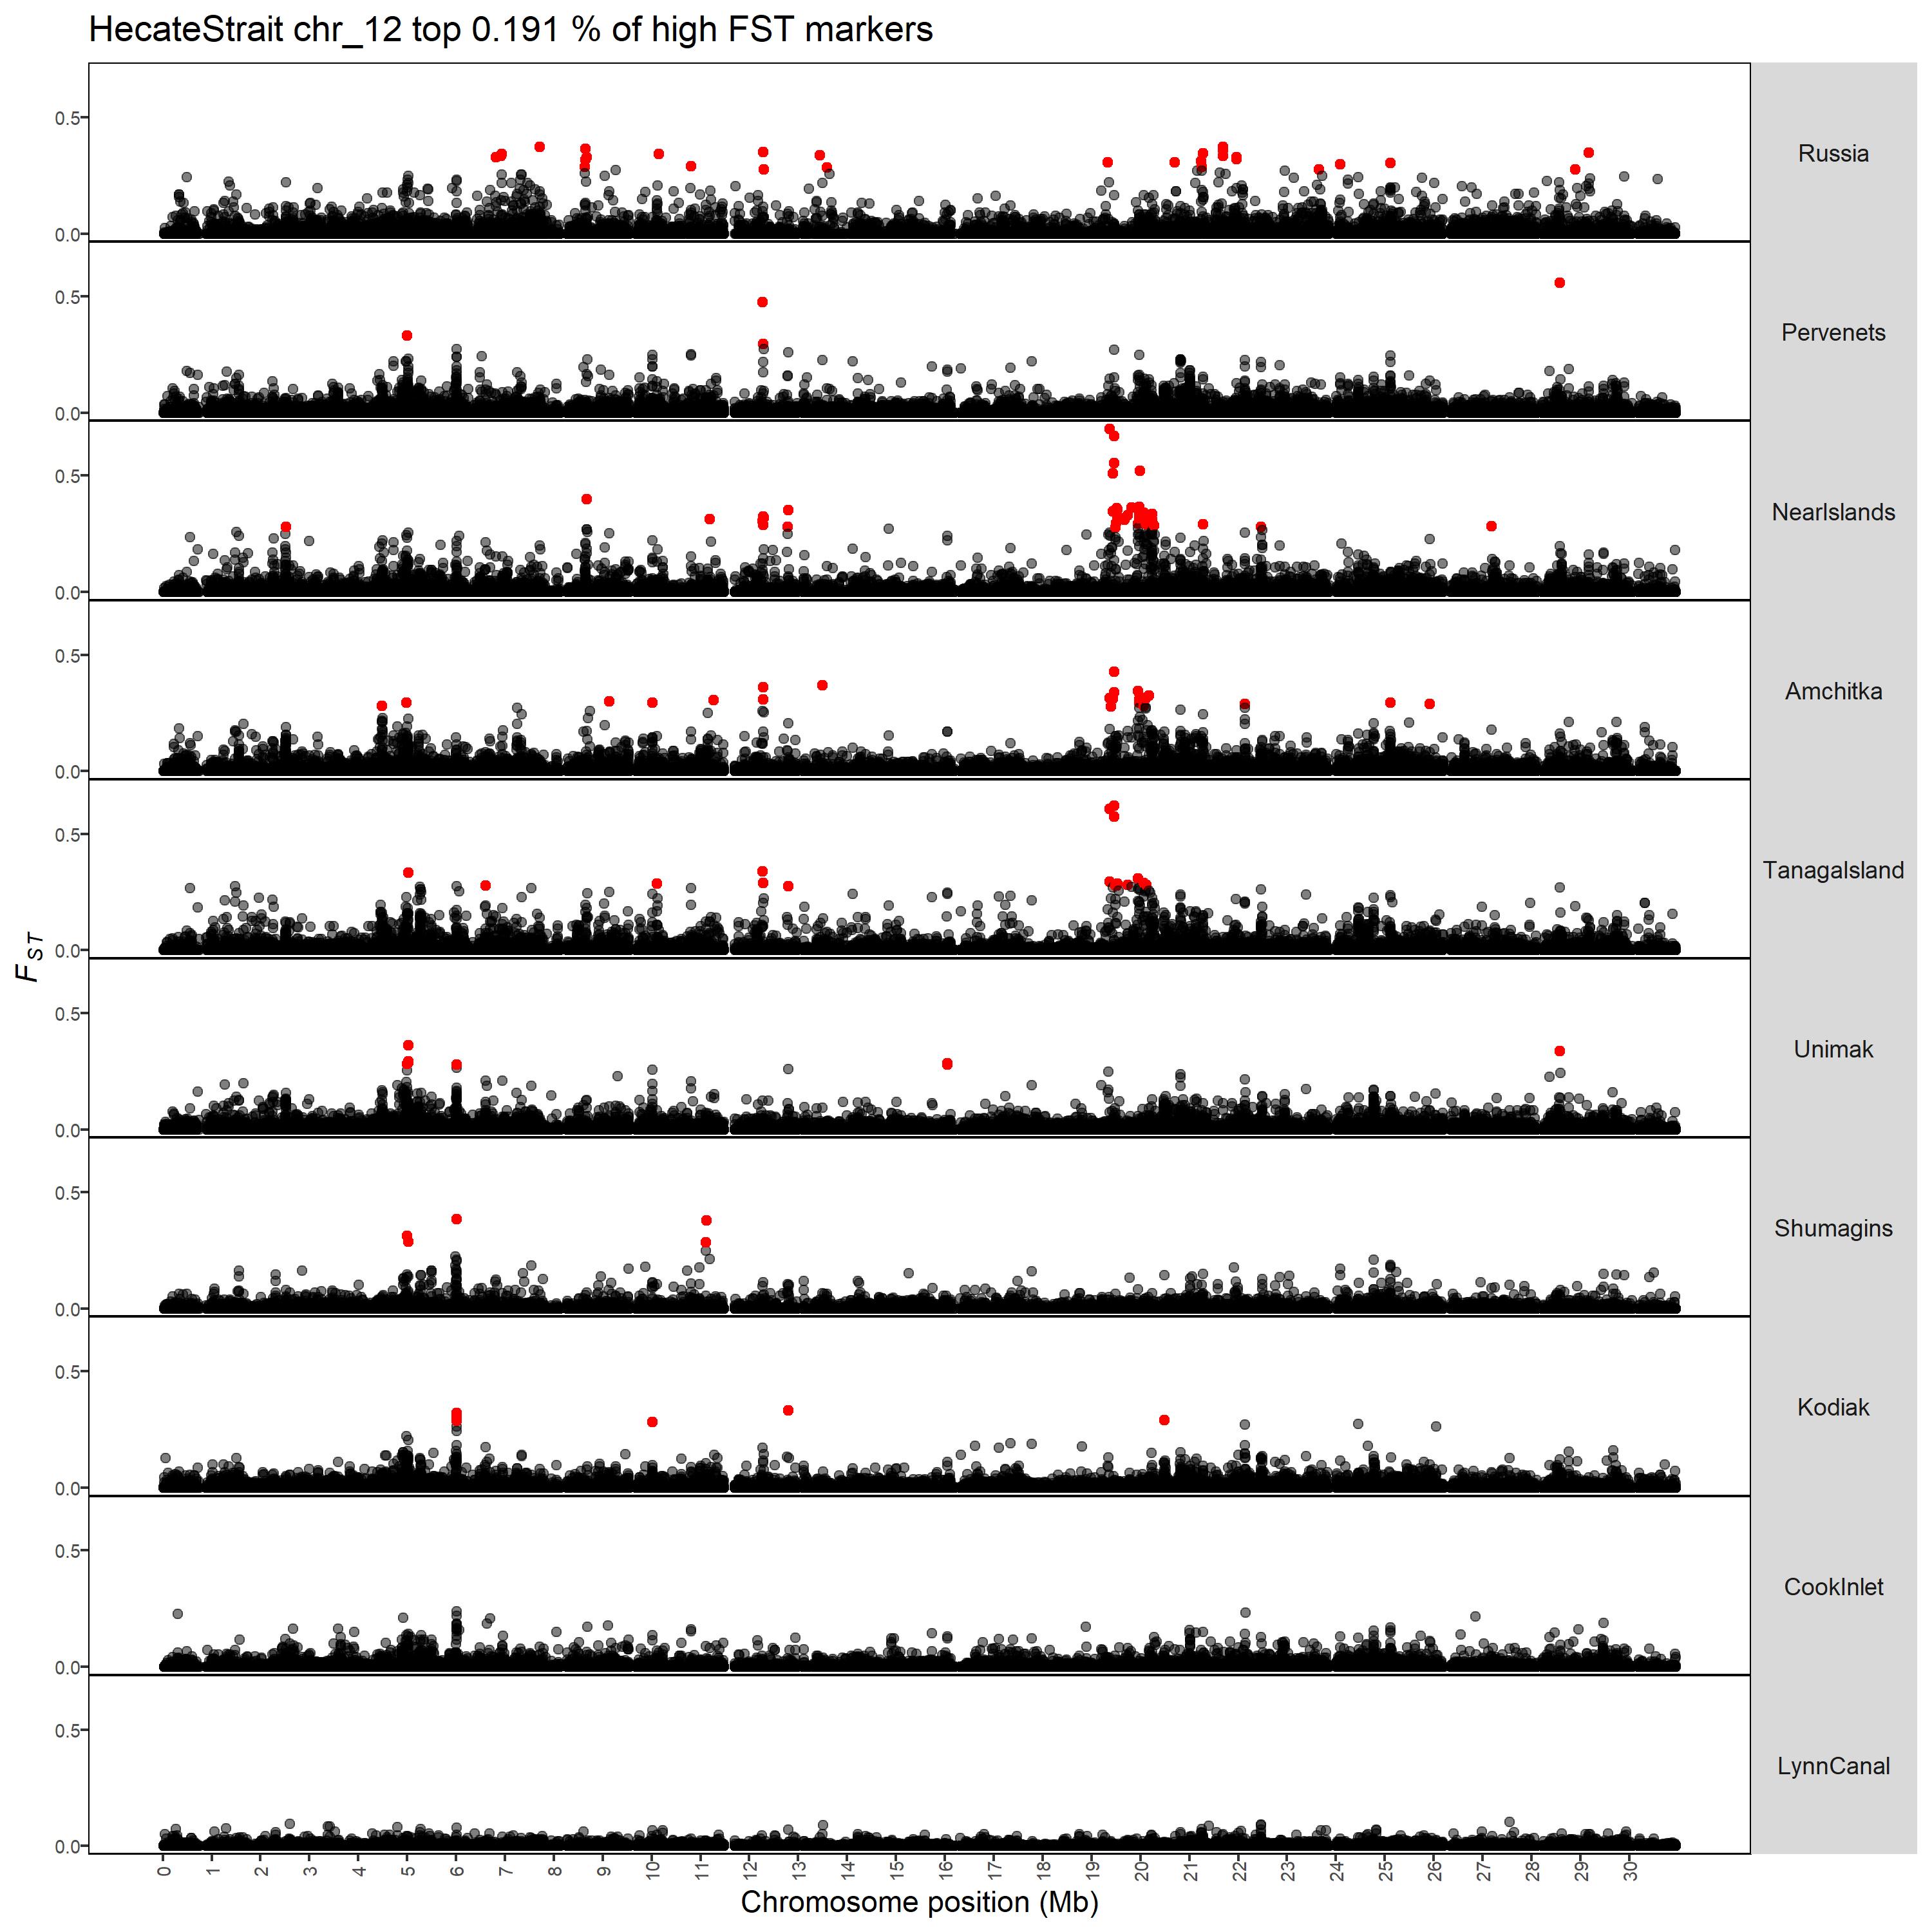 HecateStrait chr_12 top 0.191 % of high FST markers
0.5
0.0
Russia
0.5
0.0
Pervenets
0.5
0.0
NearIslands
0.5
0.0
Amchitka
0.5
0.0
TanagaIsland
0.5
0.0
Unimak
0.5
0.0
Shumagins
0.5
0.0
Kodiak
0.5
0.0
CookInlet
0.5
0.0
LynnCanal
FST
0 1 2 3 4 5 6 7 8 9 10 11 12 13 14 15 16 17 18 19 20 21 22 23 24 25 26 27 28 29 30
Chromosome position (Mb)